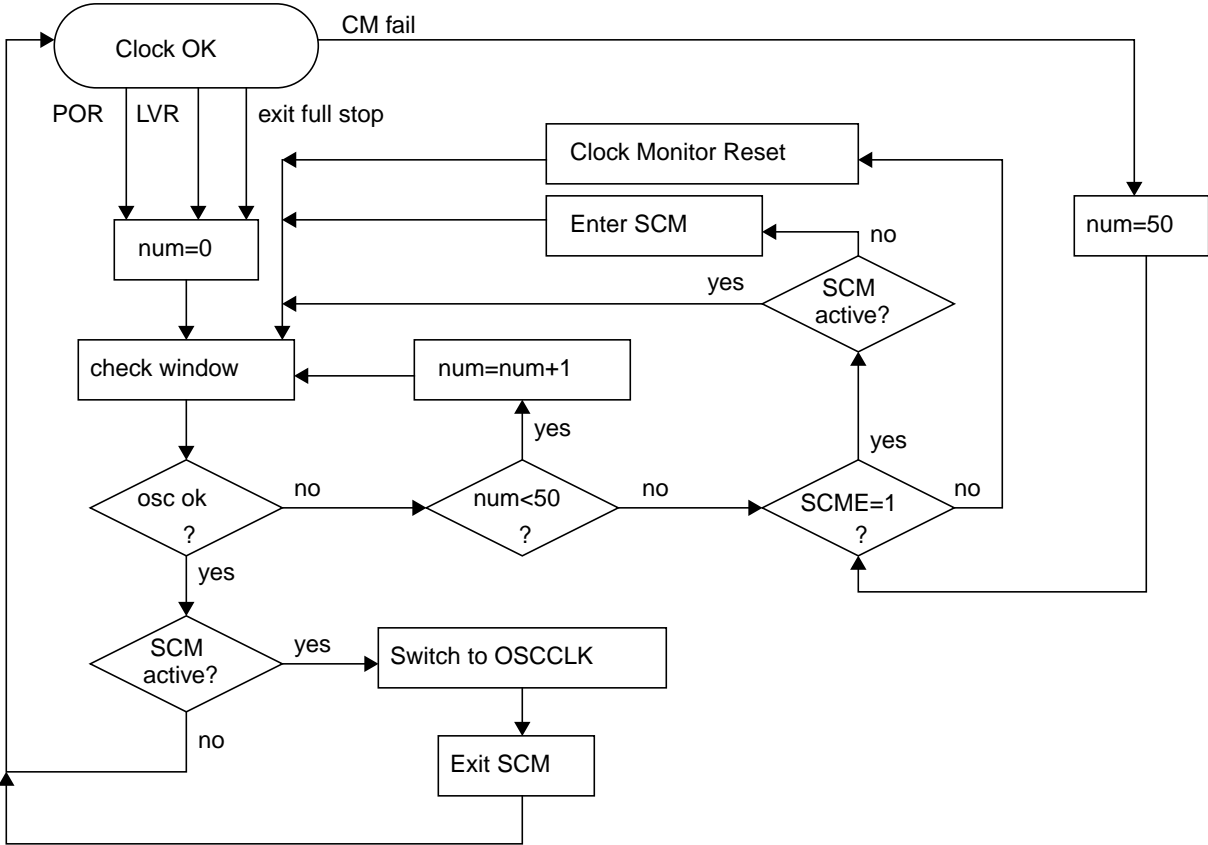 CM fail
Clock OK
POR
LVR
exit full stop
Clock Monitor Reset
Enter SCM
no
num=50
num=0
yes
SCM
active?
check window
num=num+1
yes
yes
osc ok
?
no
num<50
?
no
SCME=1
?
no
yes
SCM
active?
yes
Switch to OSCCLK
no
Exit SCM